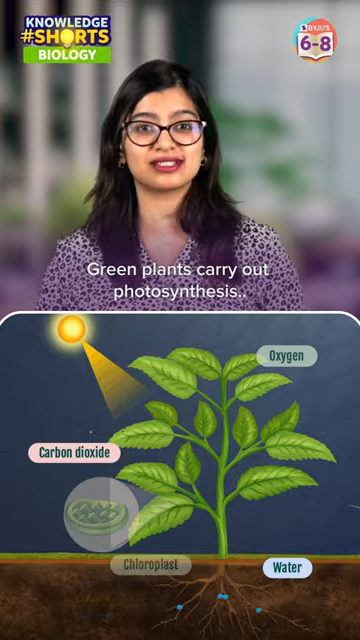 KNOWLEDGE
#SHORTS
BIOLOGY
BYJU'S
6-8
Green plants carry out
photosynthesis..
Oxygen
Carbon dioxide
Chloroplast
Water